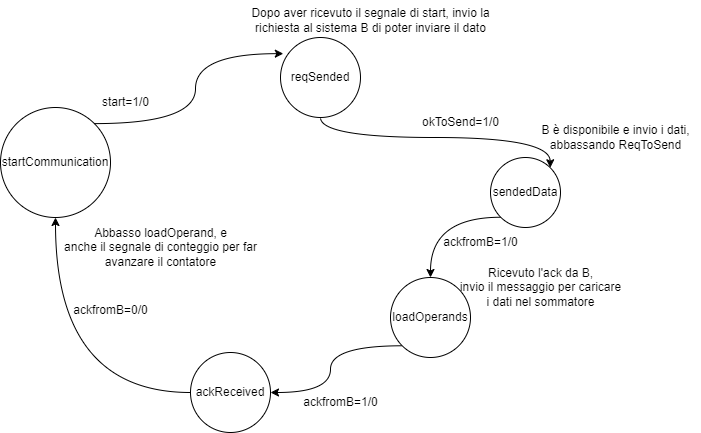 Dopo aver ricevuto il segnale di start, invio la
richiesta al sistema B di poter inviare il dato
reqSended
start=1/0
okToSend=1/0
B è disponibile e invio i dati,
abbassando ReqToSend
startCommunication
sendedData
Abbasso loadOperand, e
anche il segnale di conteggio per far
avanzare il contatore
ackfromB=1/0
Ricevuto l'ack da B,
invio il messaggio per caricare
i dati nel sommatore
ackfromB=0/0
loadOperands
ackReceived
ackfromB=1/0